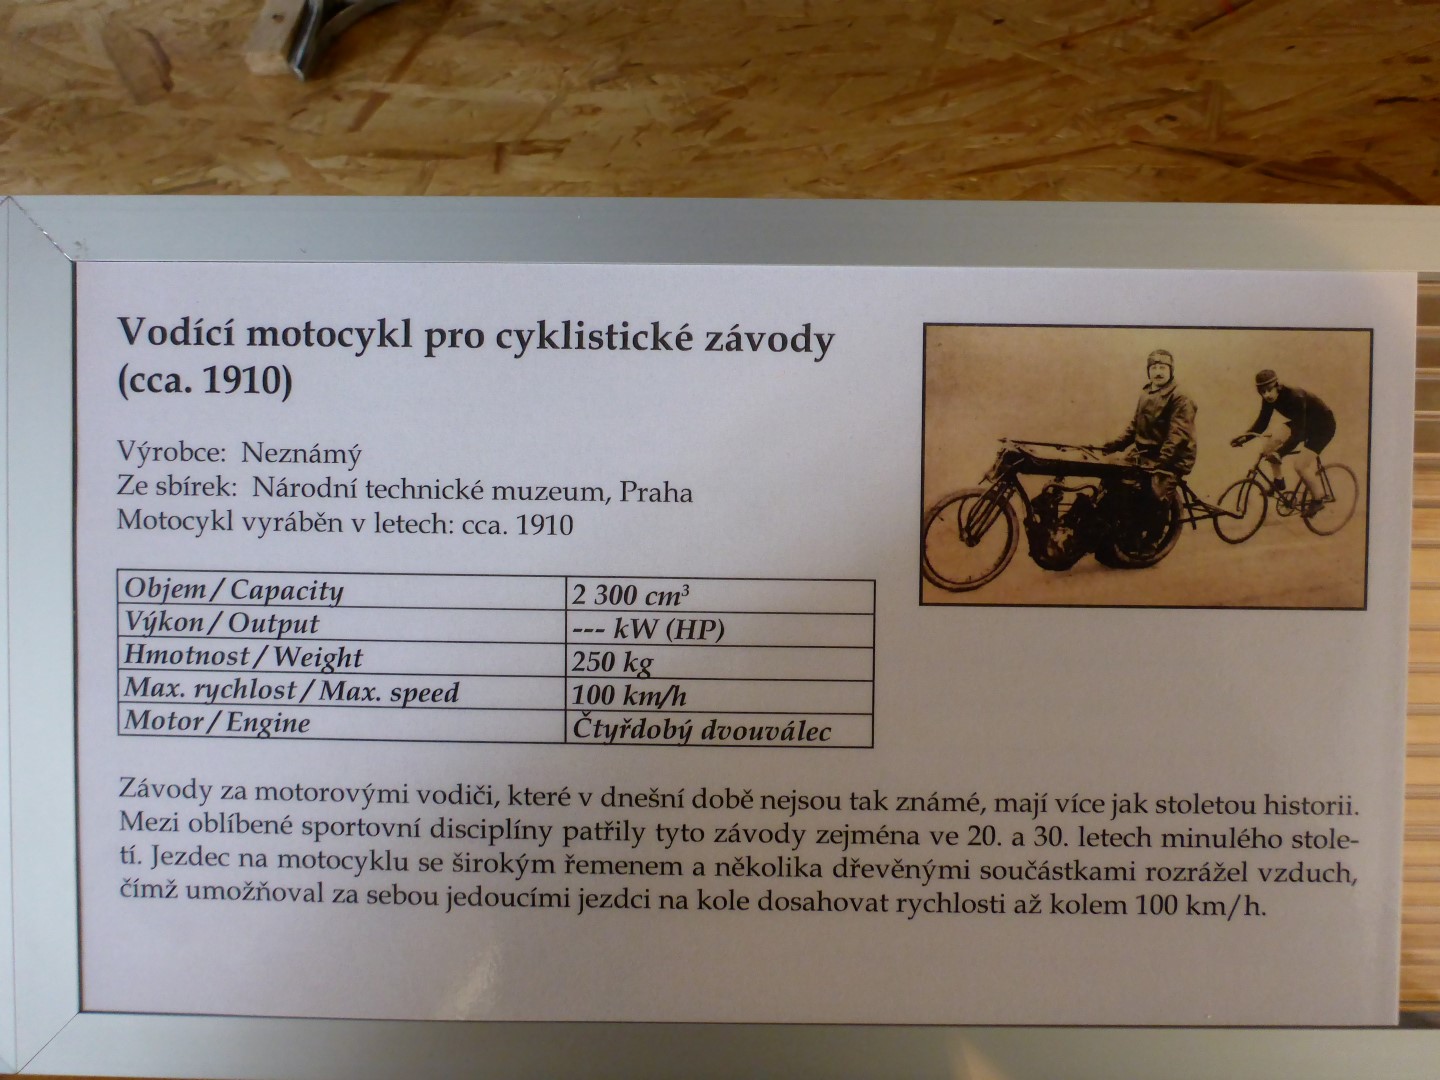 Vodící motocykl pro cyklistické závody
(cca. 1910)
Výrobce: Neznámý
Ze sbírek: Národní technické muzeum, Praha
Motocykl vyráběn v letech: cca. 1910
Objem / Capacity 2 300 cm³
Výkon / Output --- kW (HP)
Hmotnost / Weight 250 kg
Max. rychlost / Max. speed 100 km/h
Motor / Engine Čtyřdobý dvouválec
Závody za motorovými vodiči, které v dnešní době nejsou tak známé, mají více jak stoletou historii.
Mezi oblíbené sportovní disciplíny patřily tyto závody zejména ve 20. a 30. letech minulého stole-
tí. Jezdec na motocyklu se širokým řemenem a několika dřevěnými součástkami rozrážel vzduch,
čímž umožňoval za sebou jedoucími jezdci na kole dosahovat rychlosti až kolem 100 km/h.